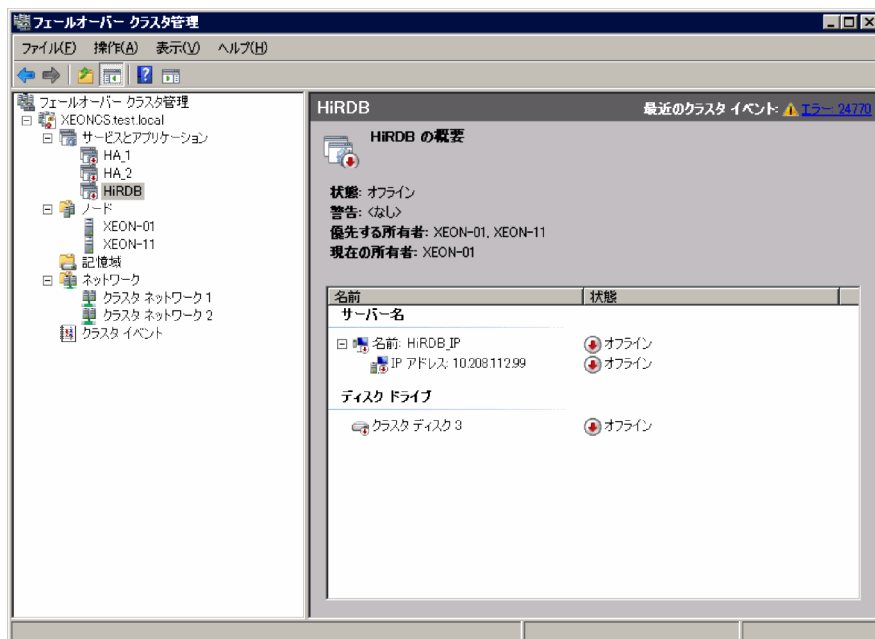 フェールオーバー クラスタ管理
ファイル(F) 操作(A) 表示(V) ヘルプ(H)
フェールオーバー クラスタ管理
XEONCS.test.local
サービスとアプリケーション
HA_1
HA_2
HiRDB
ノード
XEON-01
XEON-11
記憶域
ネットワーク
クラスタ ネットワーク 1
クラスタ ネットワーク 2
クラスタ イベント
HiRDB
最近のクラスタ イベント: エラー: 24770
HiRDB の概要
状態: オフライン
警告: <なし>
優先する所有者: XEON-01, XEON-11
現在の所有者: XEON-01
名前 状態
サーバー名
名前: HiRDB_IP オフライン
IP アドレス: 10.208.112.99 オフライン
ディスク ドライブ
クラスタ ディスク 3 オフライン